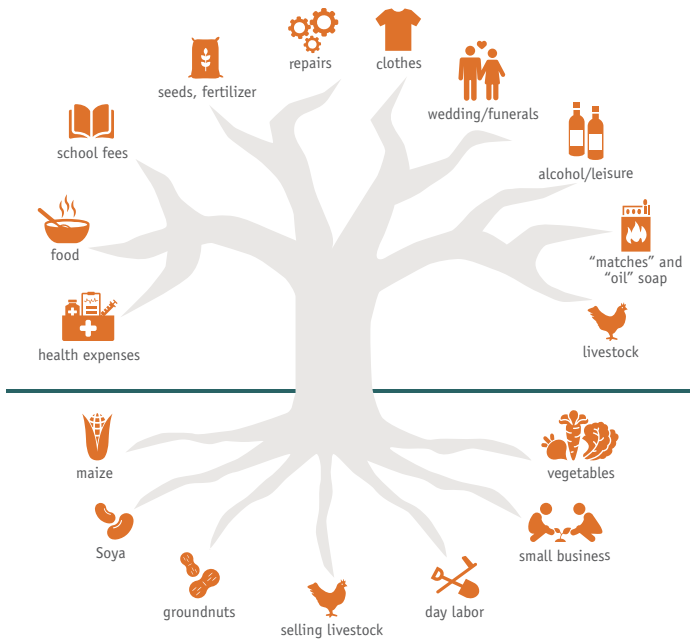 repairs
clothes
seeds, fertilizer
wedding/funerals
school fees
alcohol/leisure
food
“matches” and
“oil” soap
health expenses
livestock
maize
vegetables
Soya
small business
groundnuts
day labor
selling livestock